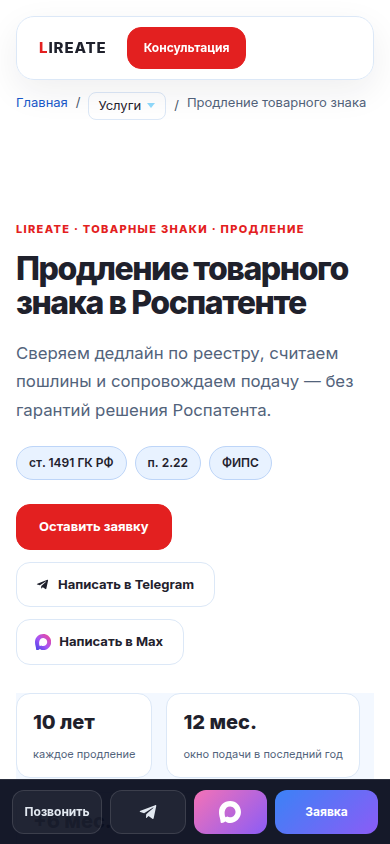 LIREATE
Консультация
Главная / Услуги / Продление товарного знака
LIREATE · ТОВАРНЫЕ ЗНАКИ · ПРОДЛЕНИЕ
Продление товарного
знака в Роспатенте
Сверяем дедлайн по реестру, считаем
пошлины и сопровождаем подачу — без
гарантий решения Роспатента.
ст. 1491 ГК РФ
п. 2.22
ФИПС
Оставить заявку
Написать в Telegram
Написать в Max
10 лет
каждое продление
12 мес.
окно подачи в последний год
Позвонить
Заявка